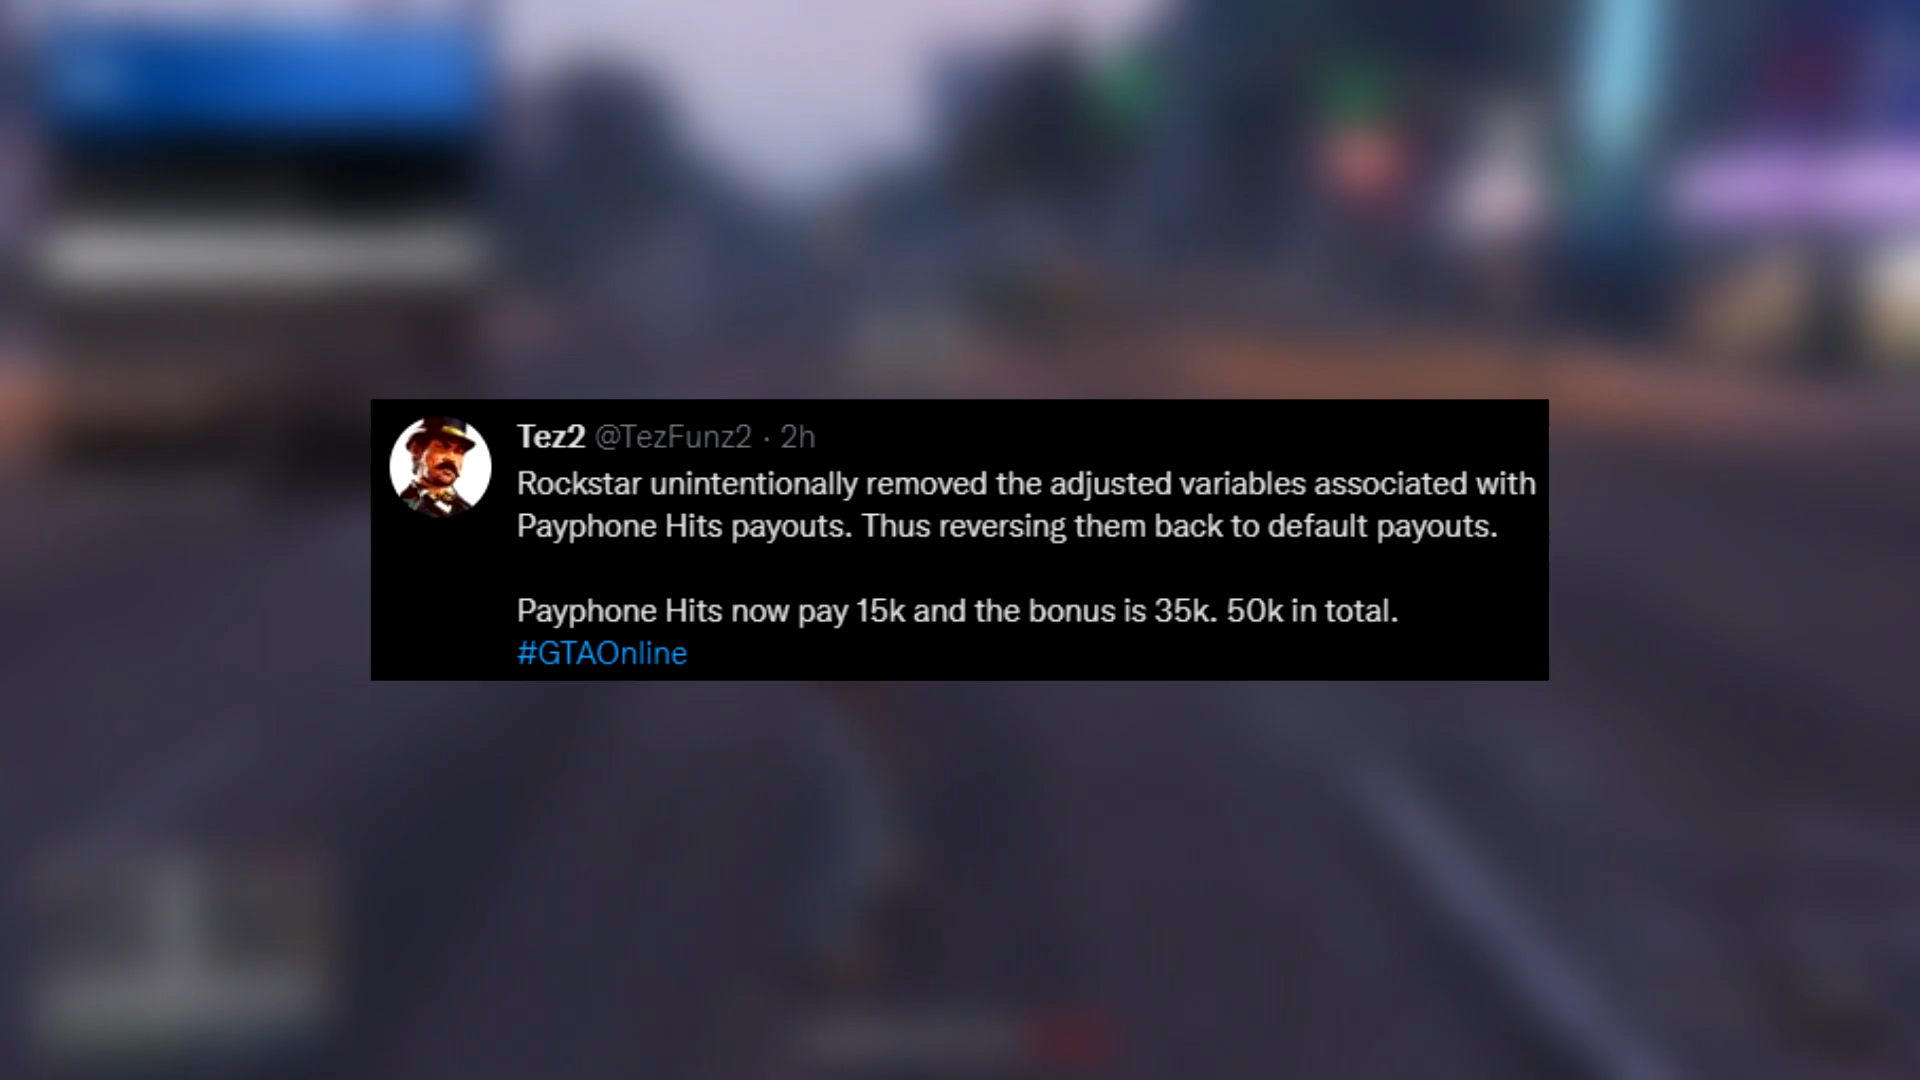 Tez2 @TezFunz2 · 2h
Rockstar unintentionally removed the adjusted variables associated with
Payphone Hits payouts. Thus reversing them back to default payouts.
Payphone Hits now pay 15k and the bonus is 35k. 50k in total.
#GTAOnline